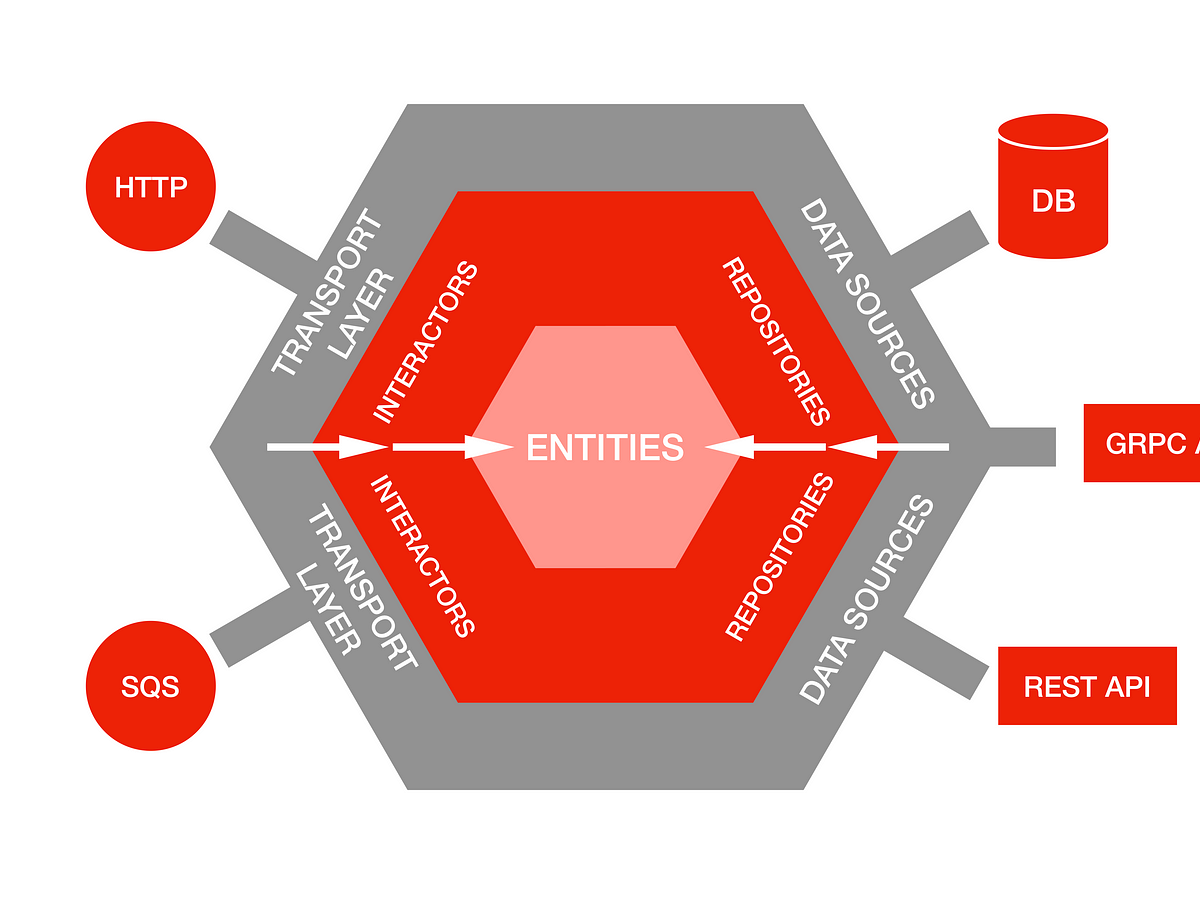 HTTP
DB
TRANSPORT
LAYER
INTERACTORS
REPOSITORIES
DATA SOURCES
ENTITIES
GRPC
INTERACTORS
TRANSPORT
LAYER
REPOSITORIES
DATA SOURCES
SQS
REST API